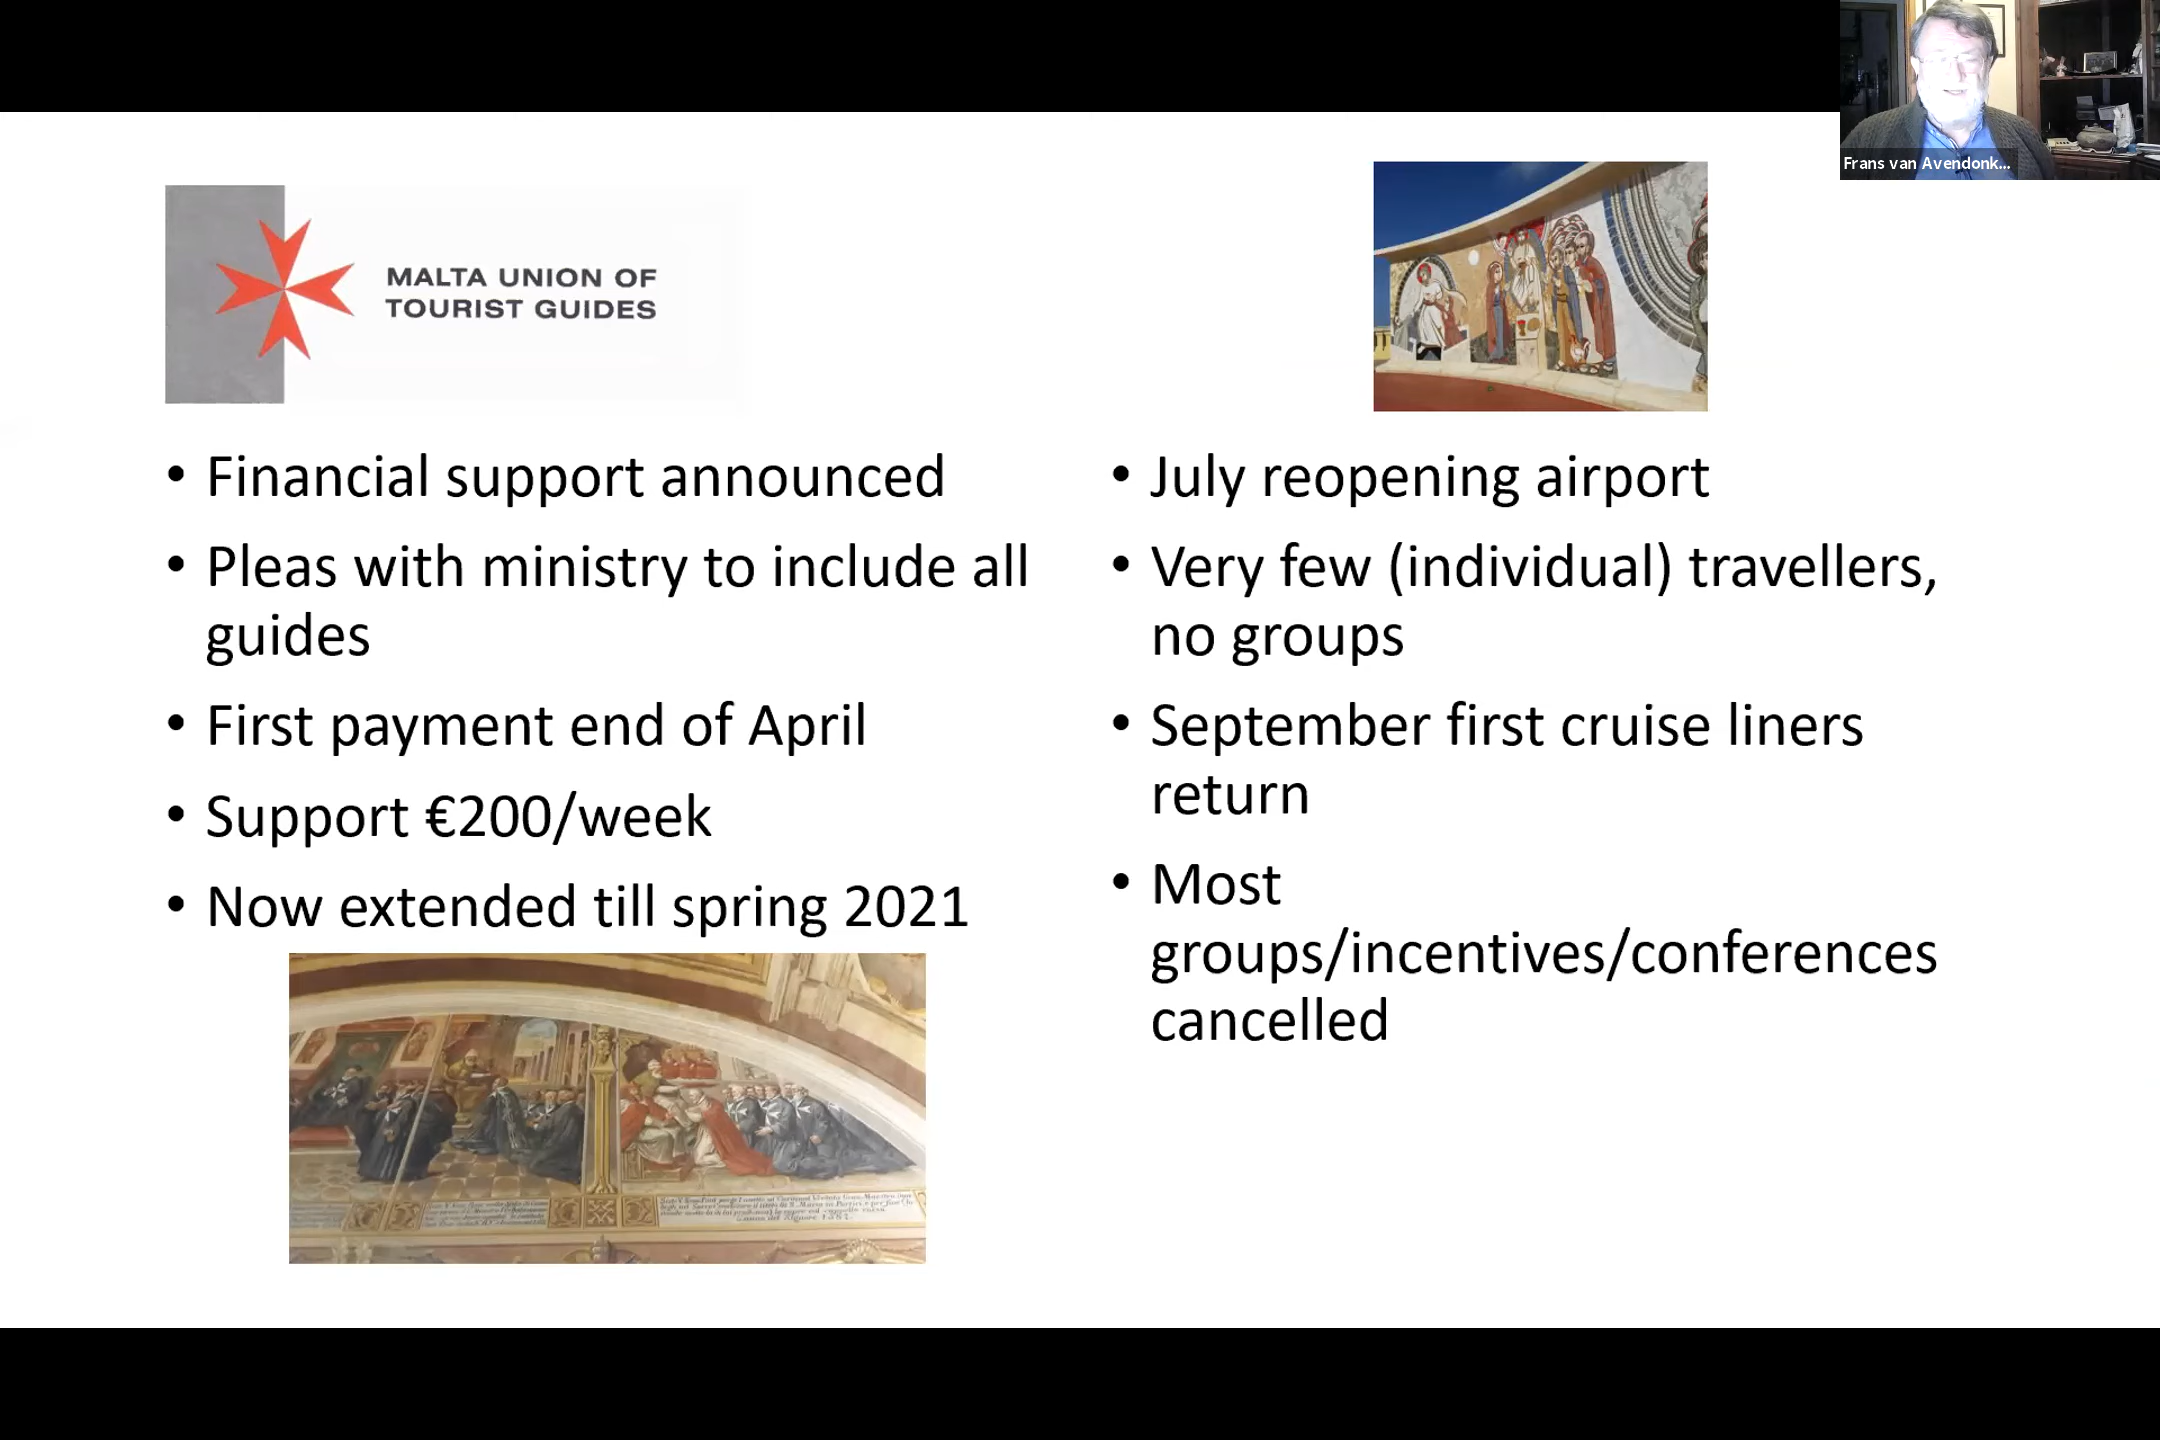 Frans van Avendonk...
MALTA UNION OF
TOURIST GUIDES
• Financial support announced
• Pleas with ministry to include all
guides
• First payment end of April
• Support €200/week
• Now extended till spring 2021
• July reopening airport
• Very few (individual) travellers,
no groups
• September first cruise liners
return
• Most
groups/incentives/conferences
cancelled